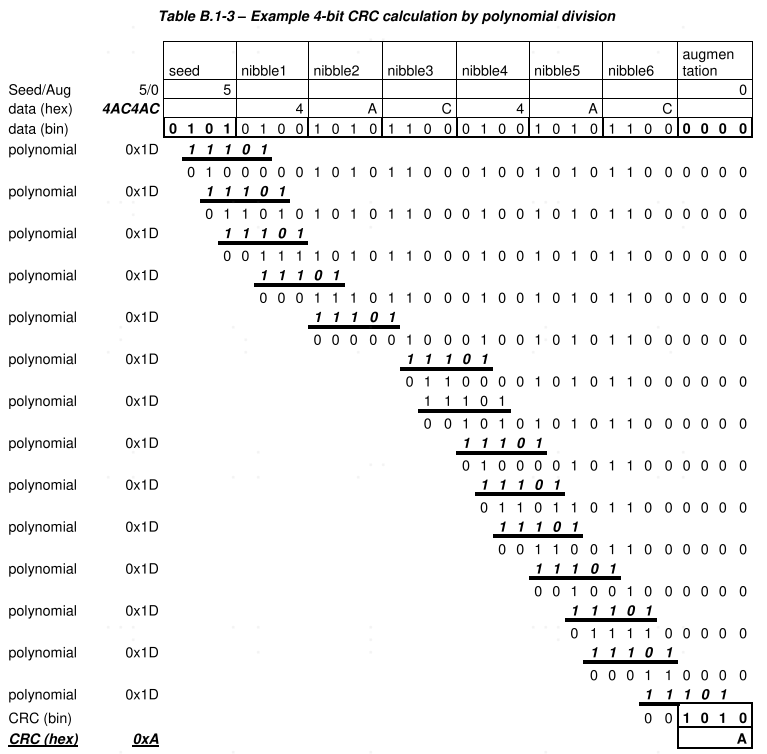 Table B.1-3 – Example 4-bit CRC calculation by polynomial division
seed nibble1 nibble2 nibble3 nibble4 nibble5 nibble6 augmen
tation
Seed/Aug 5/0 5 0
data (hex) 4AC4AC 4 A C 4 A C
data (bin) 0 1 0 1 0 1 0 0 1 0 1 0 1 1 0 0 0 1 0 0 1 0 1 0 1 1 0 0 0 0 0 0
polynomial 0x1D 1 1 1 0 1
0 1 0 0 0 0 0 1 0 1 0 1 1 0 0 0 1 0 0 1 0 1 0 1 1 0 0 0 0 0 0
polynomial 0x1D 1 1 1 0 1
0 1 1 0 1 0 1 0 1 0 1 1 0 0 0 1 0 0 1 0 1 0 1 1 0 0 0 0 0 0
polynomial 0x1D 1 1 1 0 1
0 0 1 1 1 1 0 1 0 1 1 0 0 0 1 0 0 1 0 1 0 1 1 0 0 0 0 0 0
polynomial 0x1D 1 1 1 0 1
0 0 0 1 1 1 0 1 1 0 0 0 1 0 0 1 0 1 0 1 1 0 0 0 0 0 0
polynomial 0x1D 1 1 1 0 1
0 0 0 0 0 1 0 0 0 1 0 0 1 0 1 0 1 1 0 0 0 0 0 0
polynomial 0x1D 1 1 1 0 1
0 1 1 0 0 0 0 1 0 1 0 1 1 0 0 0 0 0 0
polynomial 0x1D 1 1 1 0 1
0 0 1 0 1 0 1 0 1 0 1 1 0 0 0 0 0 0
polynomial 0x1D 1 1 1 0 1
0 1 0 0 0 0 1 0 1 1 0 0 0 0 0 0
polynomial 0x1D 1 1 1 0 1
0 1 1 0 1 1 0 1 1 0 0 0 0 0 0
polynomial 0x1D 1 1 1 0 1
0 0 1 1 0 0 1 1 0 0 0 0 0 0
polynomial 0x1D 1 1 1 0 1
0 0 1 0 0 1 0 0 0 0 0 0
polynomial 0x1D 1 1 1 0 1
0 1 1 1 1 0 0 0 0 0
polynomial 0x1D 1 1 1 0 1
0 0 0 1 1 0 0 0 0
polynomial 0x1D 1 1 1 0 1
CRC (bin) 0 0 1 0 1 0
CRC (hex) 0xA A